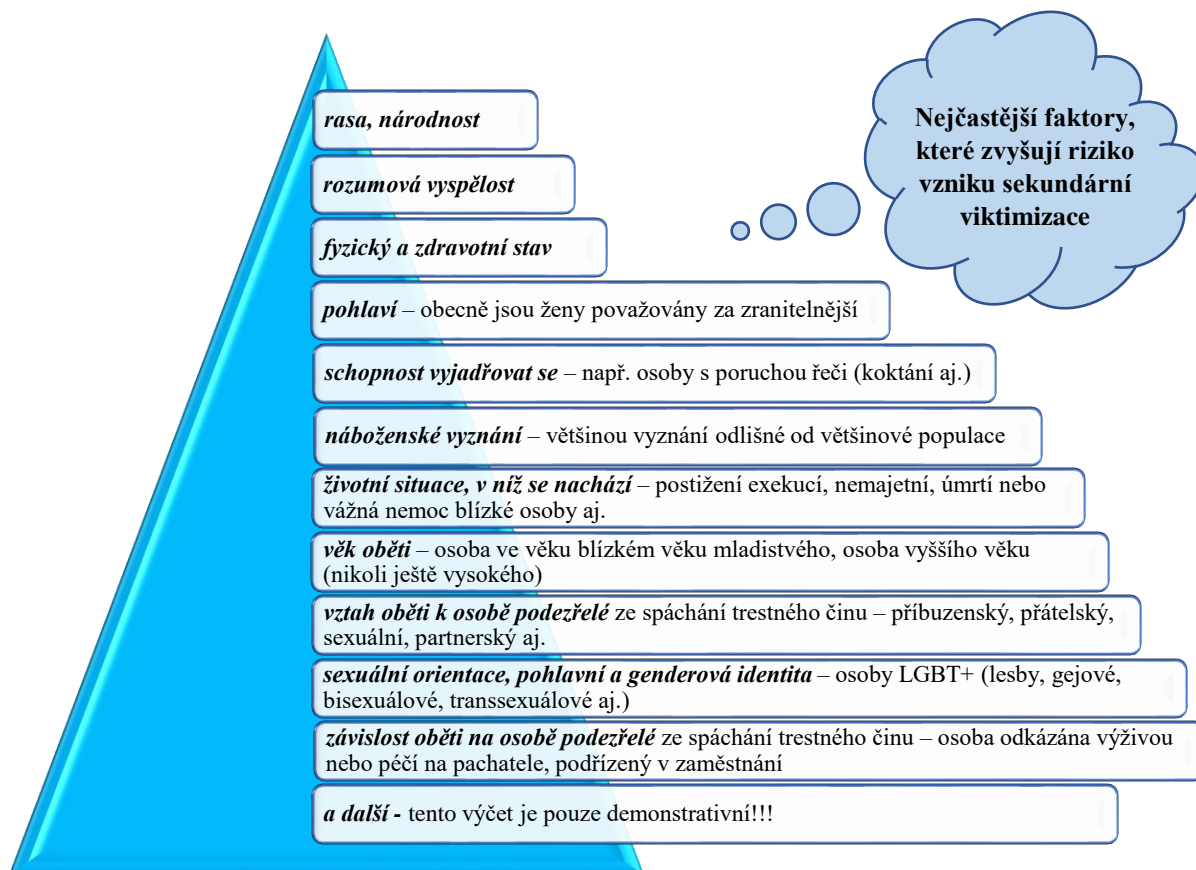 Nejčastější faktory,
které zvyšují riziko
vzniku sekundární
viktimizace
rasa, národnost
rozumová vyspělost
fyzický a zdravotní stav
pohlaví – obecně jsou ženy považovány za zranitelnější
schopnost vyjadřovat se – např. osoby s poruchou řeči (koktání aj.)
náboženské vyznání – většinou vyznání odlišné od většinové populace
životní situace, v níž se nachází – postižení exekucí, nemajetní, úmrtí nebo
vážná nemoc blízké osoby aj.
věk oběti – osoba ve věku blízkém věku mladistvého, osoba vyššího věku
(nikoli ještě vysokého)
vztah oběti k osobě podezřelé ze spáchání trestného činu – příbuzenský, přátelský,
sexuální, partnerský aj.
sexuální orientace, pohlavní a genderová identita – osoby LGBT+ (lesby, gejové,
bisexuálové, transsexuálové aj.)
závislost oběti na osobě podezřelé ze spáchání trestného činu – osoba odkázána výživou
nebo péčí na pachatele, podřízený v zaměstnání
a další - tento výčet je pouze demonstrativní!!!